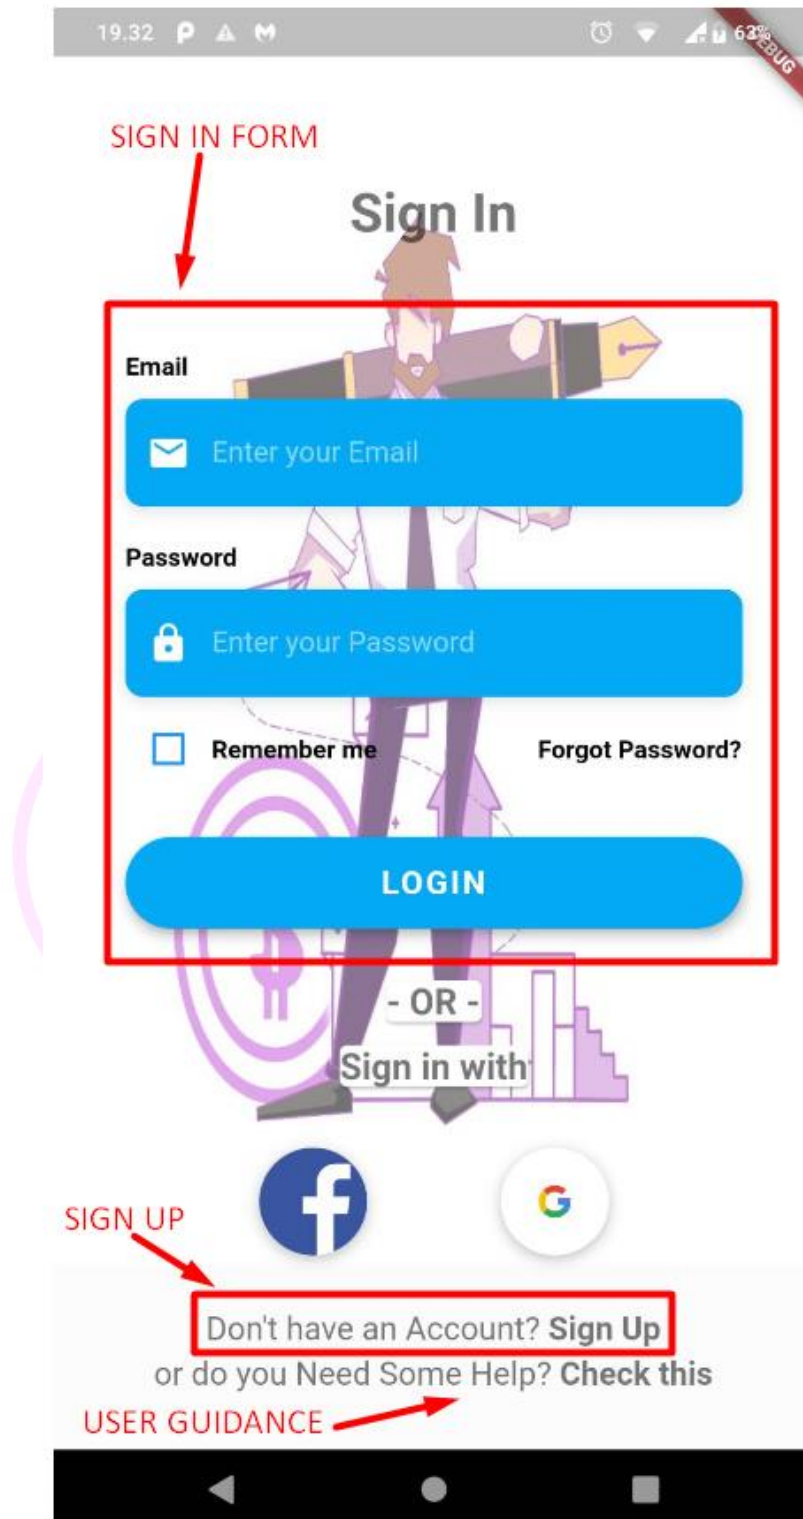 19.32 63%
DEBUG
SIGN IN FORM
Sign In
Email
Enter your Email
Password
Enter your Password
Remember me Forgot Password?
LOGIN
- OR -
Sign in with
SIGN UP
Don't have an Account? Sign Up
or do you Need Some Help? Check this
USER GUIDANCE